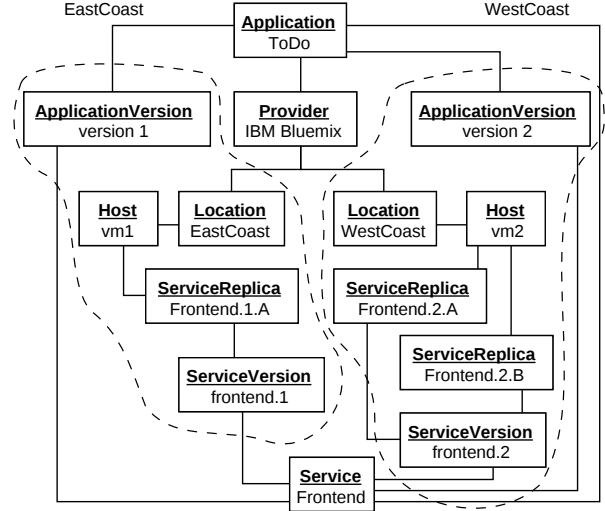 EastCoast
WestCoast
Application
ToDo
ApplicationVersion
version 1
Provider
IBM Bluemix
ApplicationVersion
version 2
Host
vm1
Location
EastCoast
Location
WestCoast
Host
vm2
ServiceReplica
Frontend.1.A
ServiceReplica
Frontend.2.A
ServiceReplica
Frontend.2.B
ServiceVersion
frontend.1
ServiceVersion
frontend.2
Service
Frontend